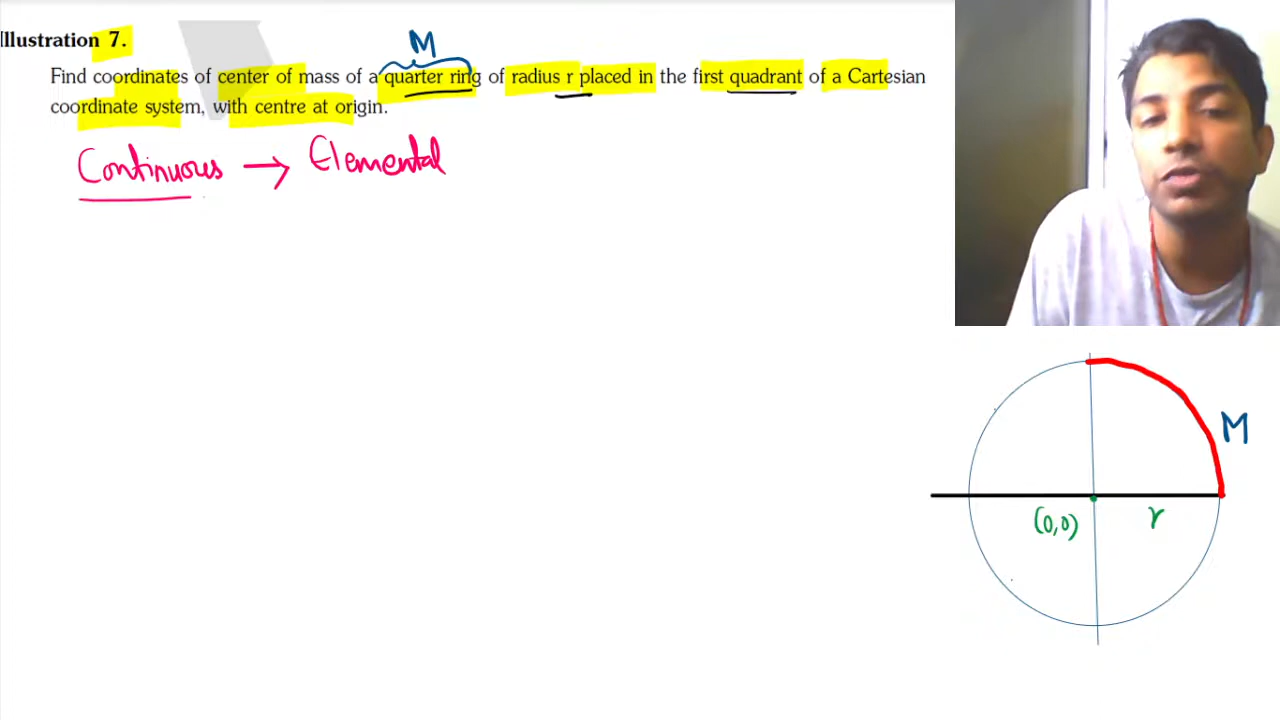 Illustration 7.
M
Find coordinates of center of mass of a quarter ring of radius r placed in the first quadrant of a Cartesian
coordinate system, with centre at origin.
Continuous → Elemental
M
(0,0) r